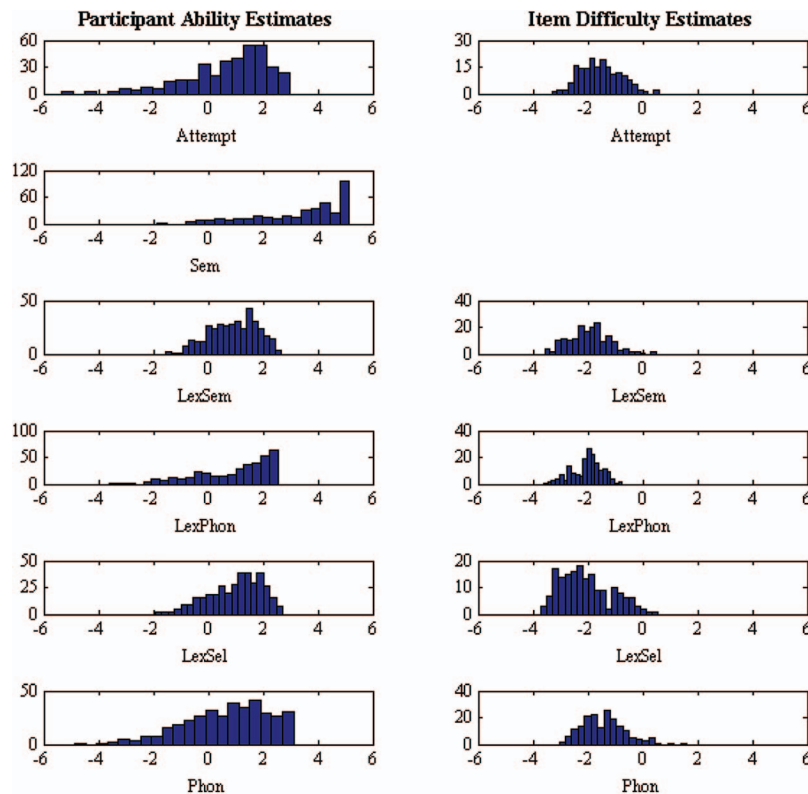 Participant Ability Estimates Item Difficulty Estimates
60 30
30 15
0 0
-6 -4 -2 0 2 4 6 -6 -4 -2 0 2 4 6
Attempt Attempt
120
60
0
-6 -4 -2 0 2 4 6
Sem
50 40
20
0 0
-6 -4 -2 0 2 4 6 -6 -4 -2 0 2 4 6
LexSem LexSem
100 40
50 20
0 0
-6 -4 -2 0 2 4 6 -6 -4 -2 0 2 4 6
LexPhon LexPhon
50 20
25 10
0 0
-6 -4 -2 0 2 4 6 -6 -4 -2 0 2 4 6
LexSel LexSel
50 40
20
0 0
-6 -4 -2 0 2 4 6 -6 -4 -2 0 2 4 6
Phon Phon